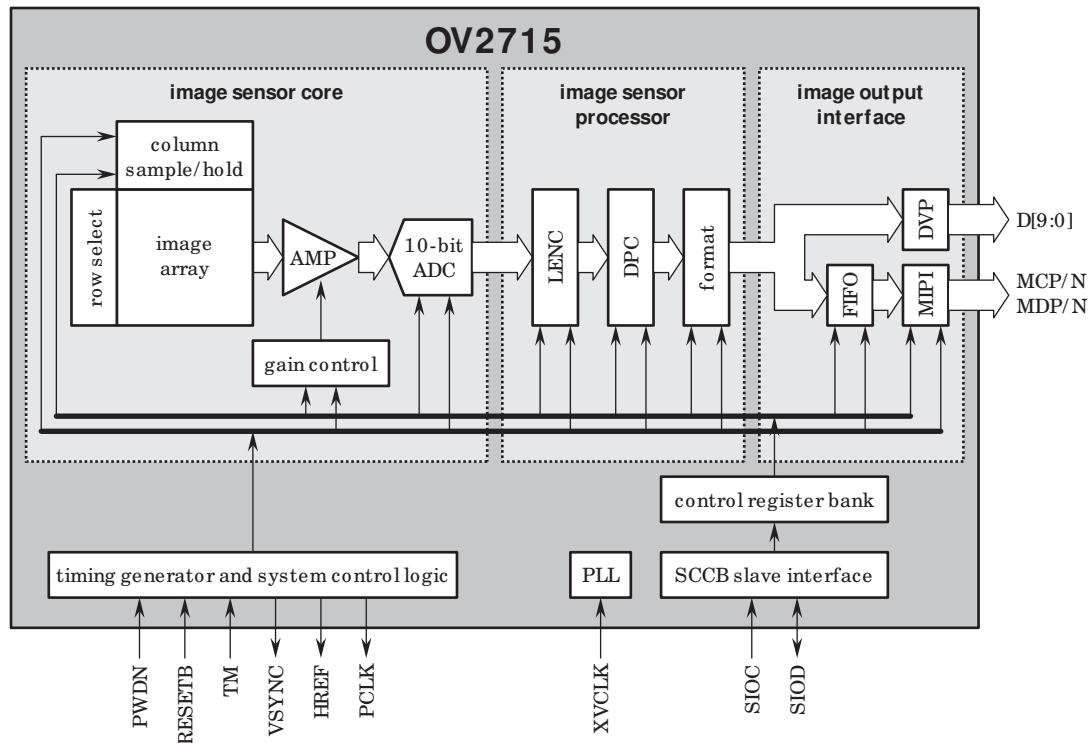 OV2715
image sensor core
image sensor
processor
image output
interface
column
sample/hold
row select
image
array
AMP
10-bit
ADC
gain control
LENC
DPC
format
DVP
FIFO
MIPI
D[9:0]
MCP/N
MDP/N
control register bank
timing generator and system control logic
PLL
SCCB slave interface
PWDN
RESETB
TM
VSYNC
HREF
PCLK
XVCLK
SIOC
SIOD